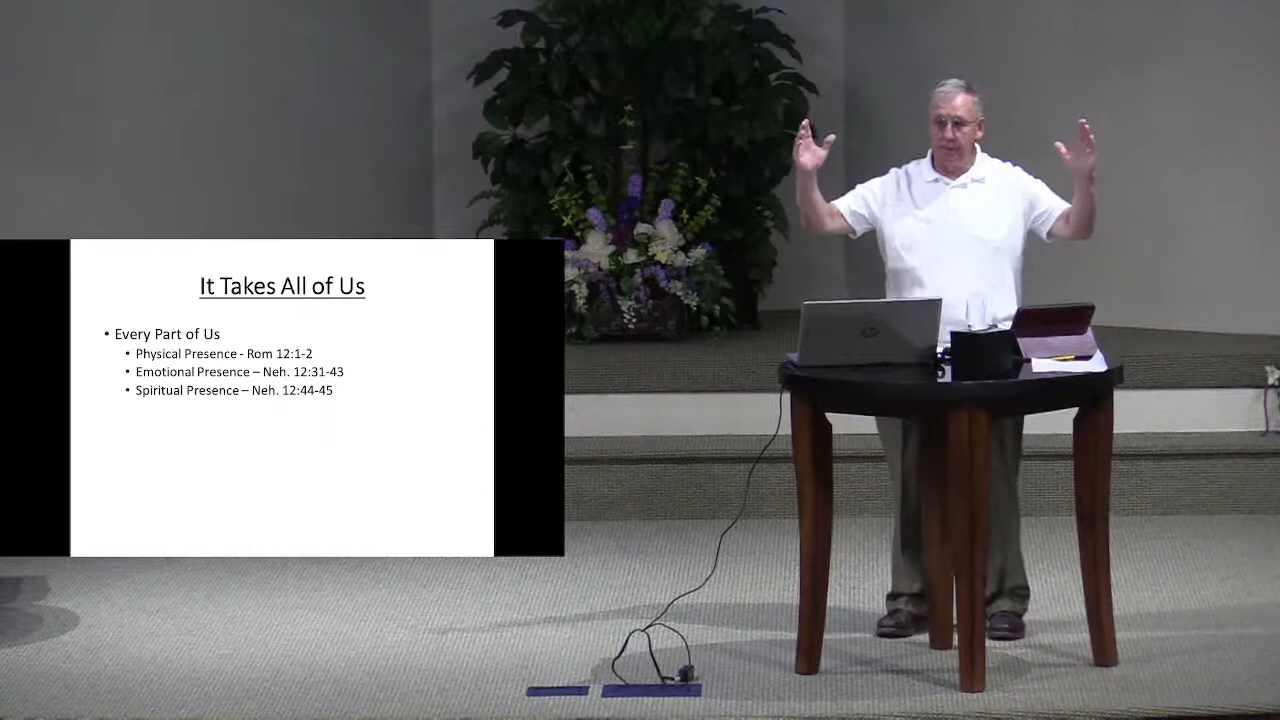 It Takes All of Us
• Every Part of Us
• Physical Presence - Rom 12:1-2
• Emotional Presence – Neh. 12:31-43
• Spiritual Presence – Neh. 12:44-45